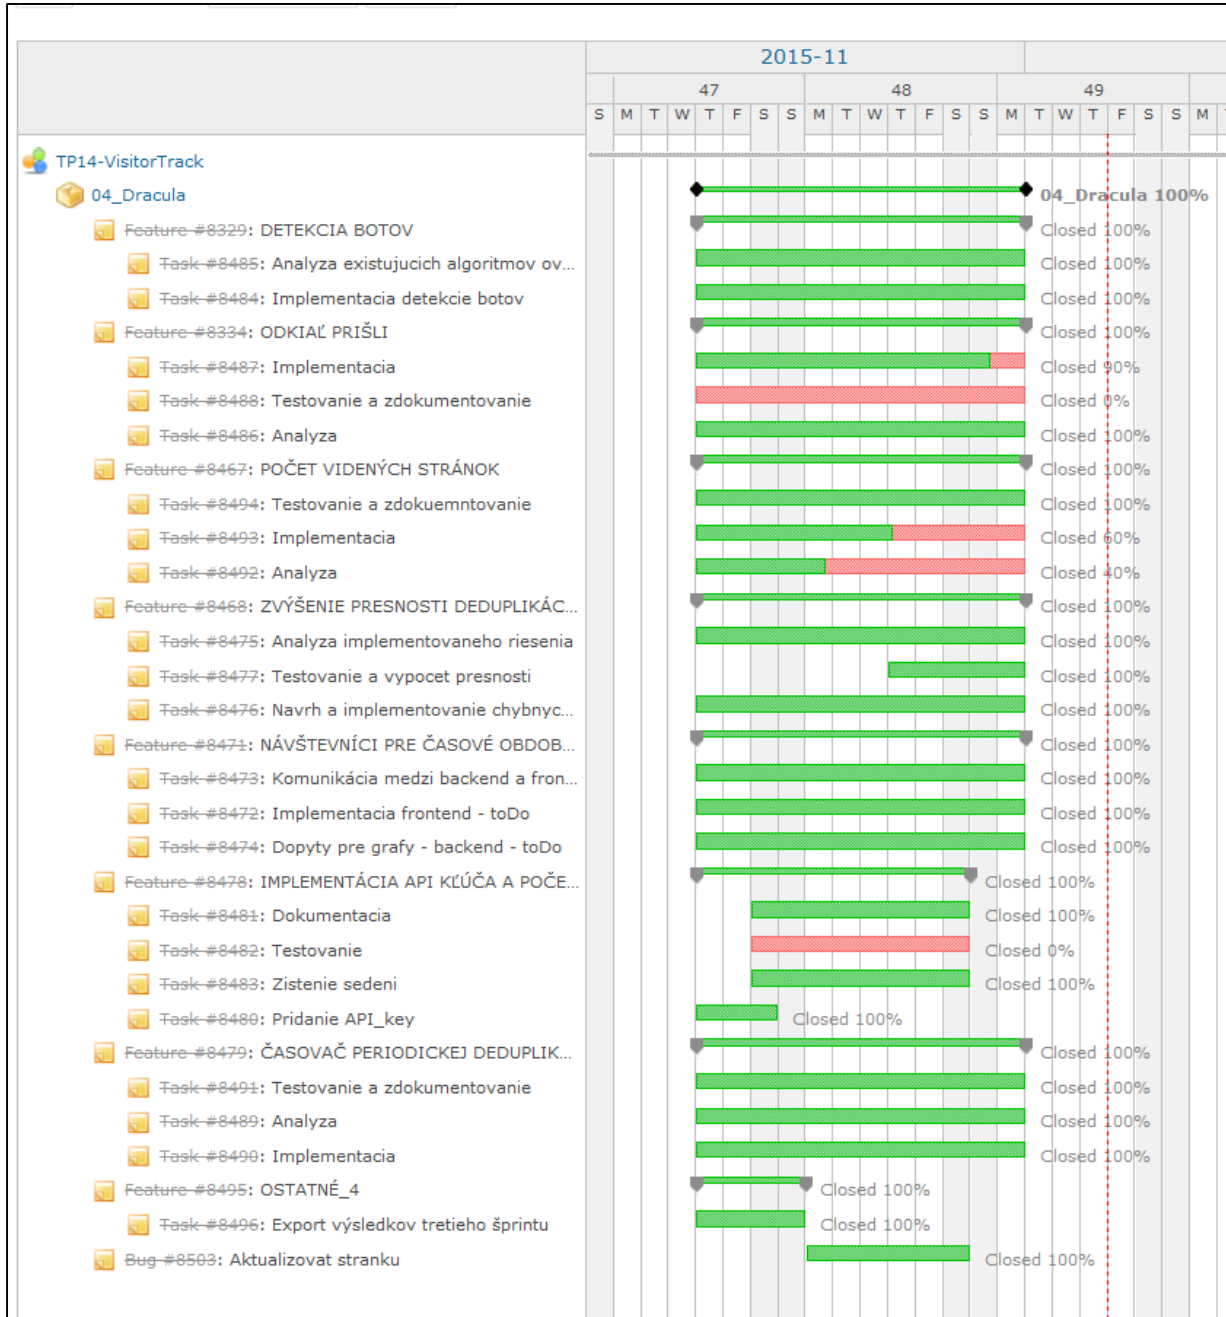 2015-11
47 48 49
S M T W T F S S M T W T F S S M T W T F S S M
TP14-VisitorTrack
04_Dracula 04_Dracula 100%
Feature #8329: DETEKCIA BOTOV Closed 100%
Task #8485: Analyza existujucich algoritmov ov... Closed 100%
Task #8484: Implementacia detekcie botov Closed 100%
Feature #8334: ODKIAĽ PRIŠLI Closed 100%
Task #8487: Implementacia Closed 90%
Task #8488: Testovanie a zdokumentovanie Closed 0%
Task #8486: Analyza Closed 100%
Feature #8467: POČET VIDENÝCH STRÁNOK Closed 100%
Task #8494: Testovanie a zdokuemntovanie Closed 100%
Task #8493: Implementacia Closed 60%
Task #8492: Analyza Closed 40%
Feature #8468: ZVÝŠENIE PRESNOSTI DEDUPLIKÁC... Closed 100%
Task #8475: Analyza implementovaneho riesenia Closed 100%
Task #8477: Testovanie a vypocet presnosti Closed 100%
Task #8476: Navrh a implementovanie chybnyc... Closed 100%
Feature #8471: NÁVŠTEVNÍCI PRE ČASOVÉ OBDOB... Closed 100%
Task #8473: Komunikácia medzi backend a fron... Closed 100%
Task #8472: Implementacia frontend - toDo Closed 100%
Task #8474: Dopyty pre grafy - backend - toDo Closed 100%
Feature #8478: IMPLEMENTÁCIA API KĽÚČA A POČE... Closed 100%
Task #8481: Dokumentacia Closed 100%
Task #8482: Testovanie Closed 0%
Task #8483: Zistenie sedeni Closed 100%
Task #8480: Pridanie API_key Closed 100%
Feature #8479: ČASOVAČ PERIODICKEJ DEDUPLIK... Closed 100%
Task #8491: Testovanie a zdokumentovanie Closed 100%
Task #8489: Analyza Closed 100%
Task #8490: Implementacia Closed 100%
Feature #8495: OSTATNÉ_4 Closed 100%
Task #8496: Export výsledkov tretieho šprintu Closed 100%
Bug #8503: Aktualizovat stranku Closed 100%